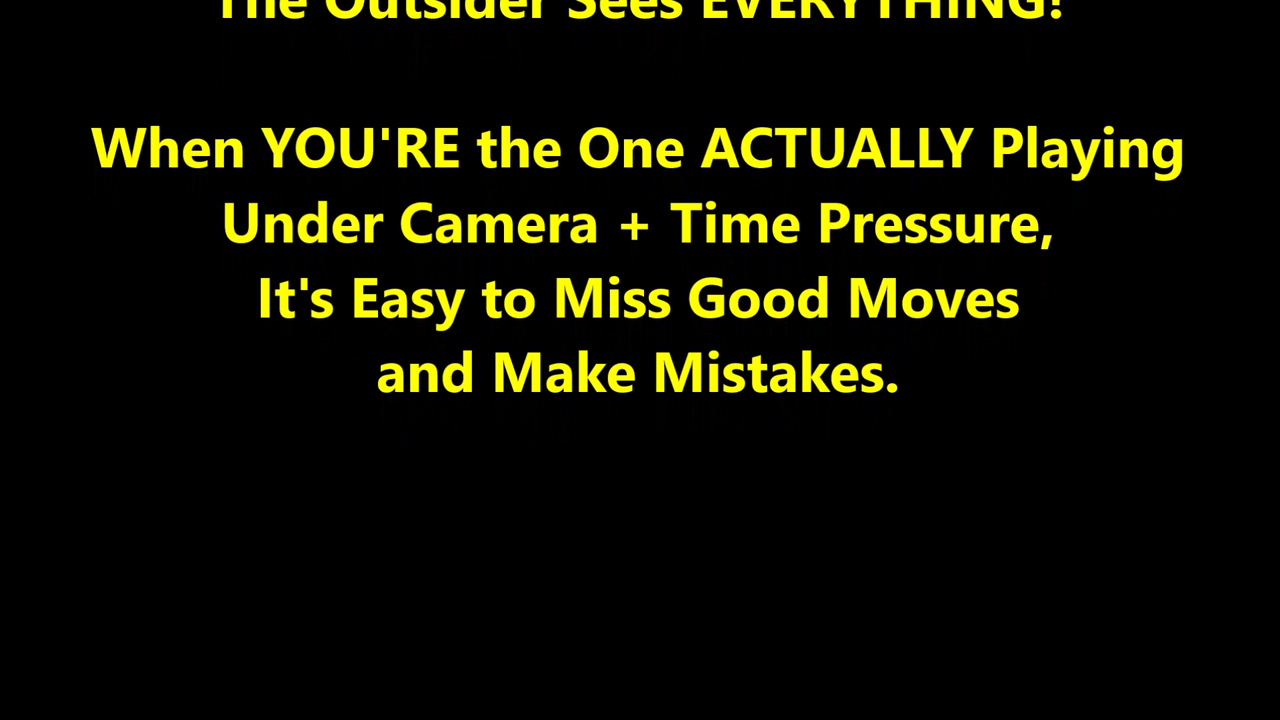 The Outsider Sees EVERYTHING!
When YOU'RE the One ACTUALLY Playing
Under Camera + Time Pressure,
It's Easy to Miss Good Moves
and Make Mistakes.